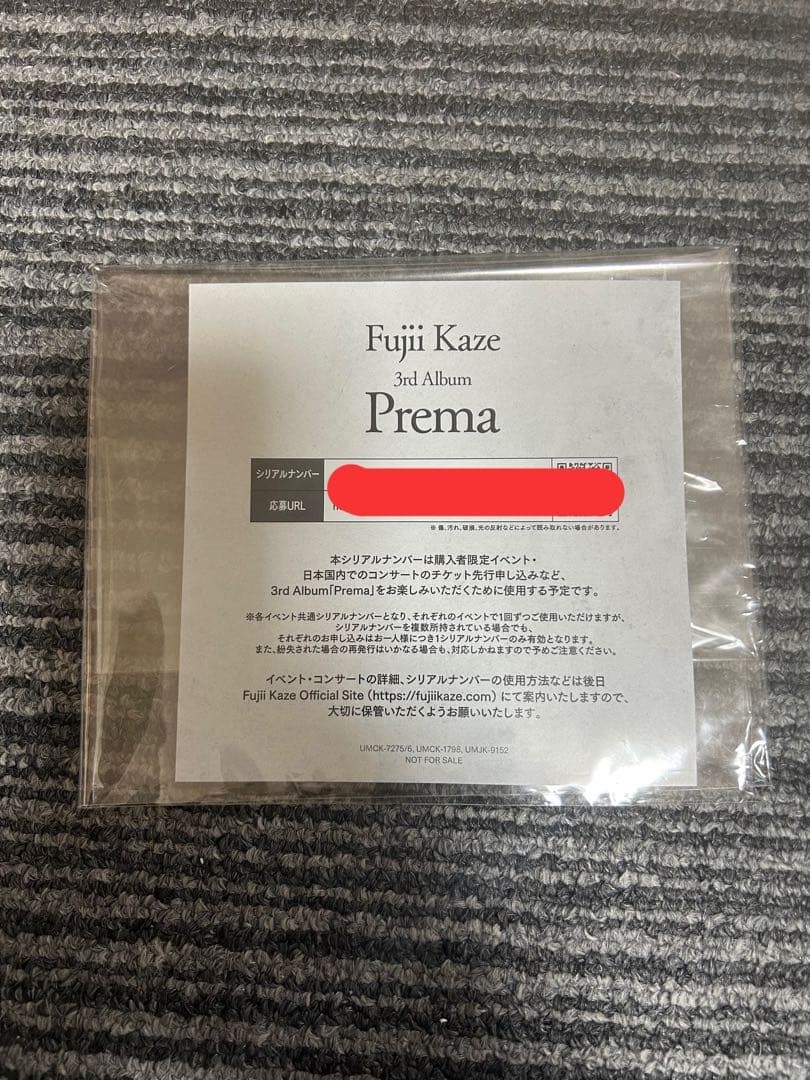 Fujii Kaze
3rd Album
Prema
シリアルナンバー
応募URL
※ 傷、汚れ、破損、光の反射などによって読み取れない場合があります。
本シリアルナンバーは購入者限定イベント・
日本国内でのコンサートのチケット先行申し込みなど、
3rd Album「Prema」をお楽しみいただくために使用する予定です。
※各イベント共通シリアルナンバーとなり、それぞれのイベントで1回ずつご使用いただけますが、
シリアルナンバーを複数所持されている場合でも、
それぞれのお申し込みはお一人様につき1シリアルナンバーのみ有効となります。
また、紛失された場合の再発行はいかなる場合も、対応しかねますので予めご注意ください。
イベント・コンサートの詳細、シリアルナンバーの使用方法などは後日
Fujii Kaze Official Site（https://fujiikaze.com）にて案内いたしますので、
大切に保管いただくようお願いいたします。
UMCK-7275/6, UMCK-1798, UMJK-9152
NOT FOR SALE